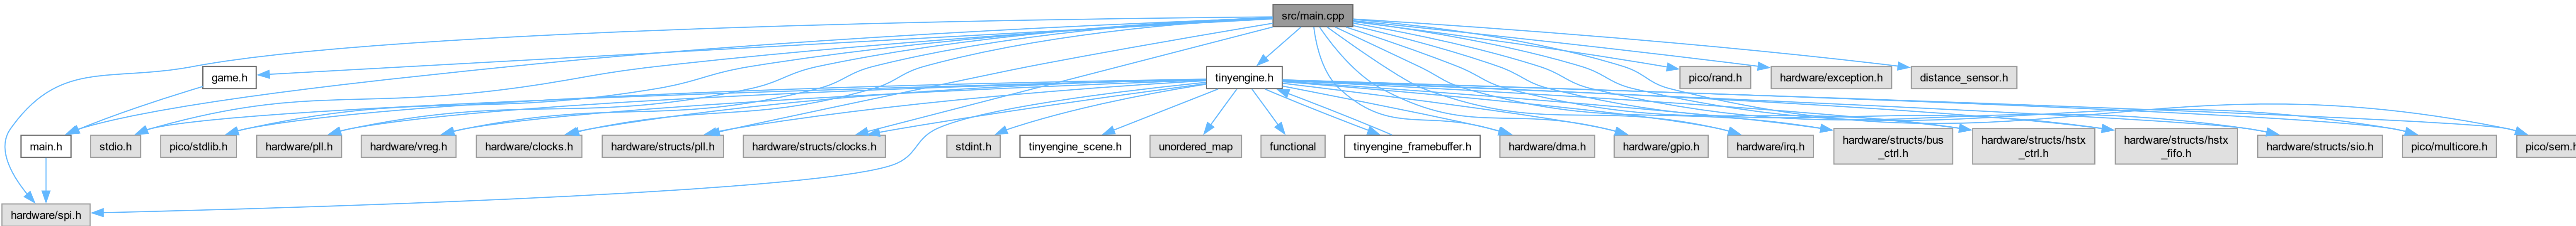 src/main.cpp
game.h
tinyengine.h
pico/rand.h
hardware/exception.h
distance_sensor.h
main.h
stdio.h
pico/stdlib.h
hardware/pll.h
hardware/vreg.h
hardware/clocks.h
hardware/structs/pll.h
hardware/structs/clocks.h
stdint.h
tinyengine_scene.h
unordered_map
functional
tinyengine_framebuffer.h
hardware/dma.h
hardware/gpio.h
hardware/irq.h
hardware/structs/bus
_ctrl.h
hardware/structs/hstx
_ctrl.h
hardware/structs/hstx
_fifo.h
hardware/structs/sio.h
pico/multicore.h
pico/sem.h
hardware/spi.h